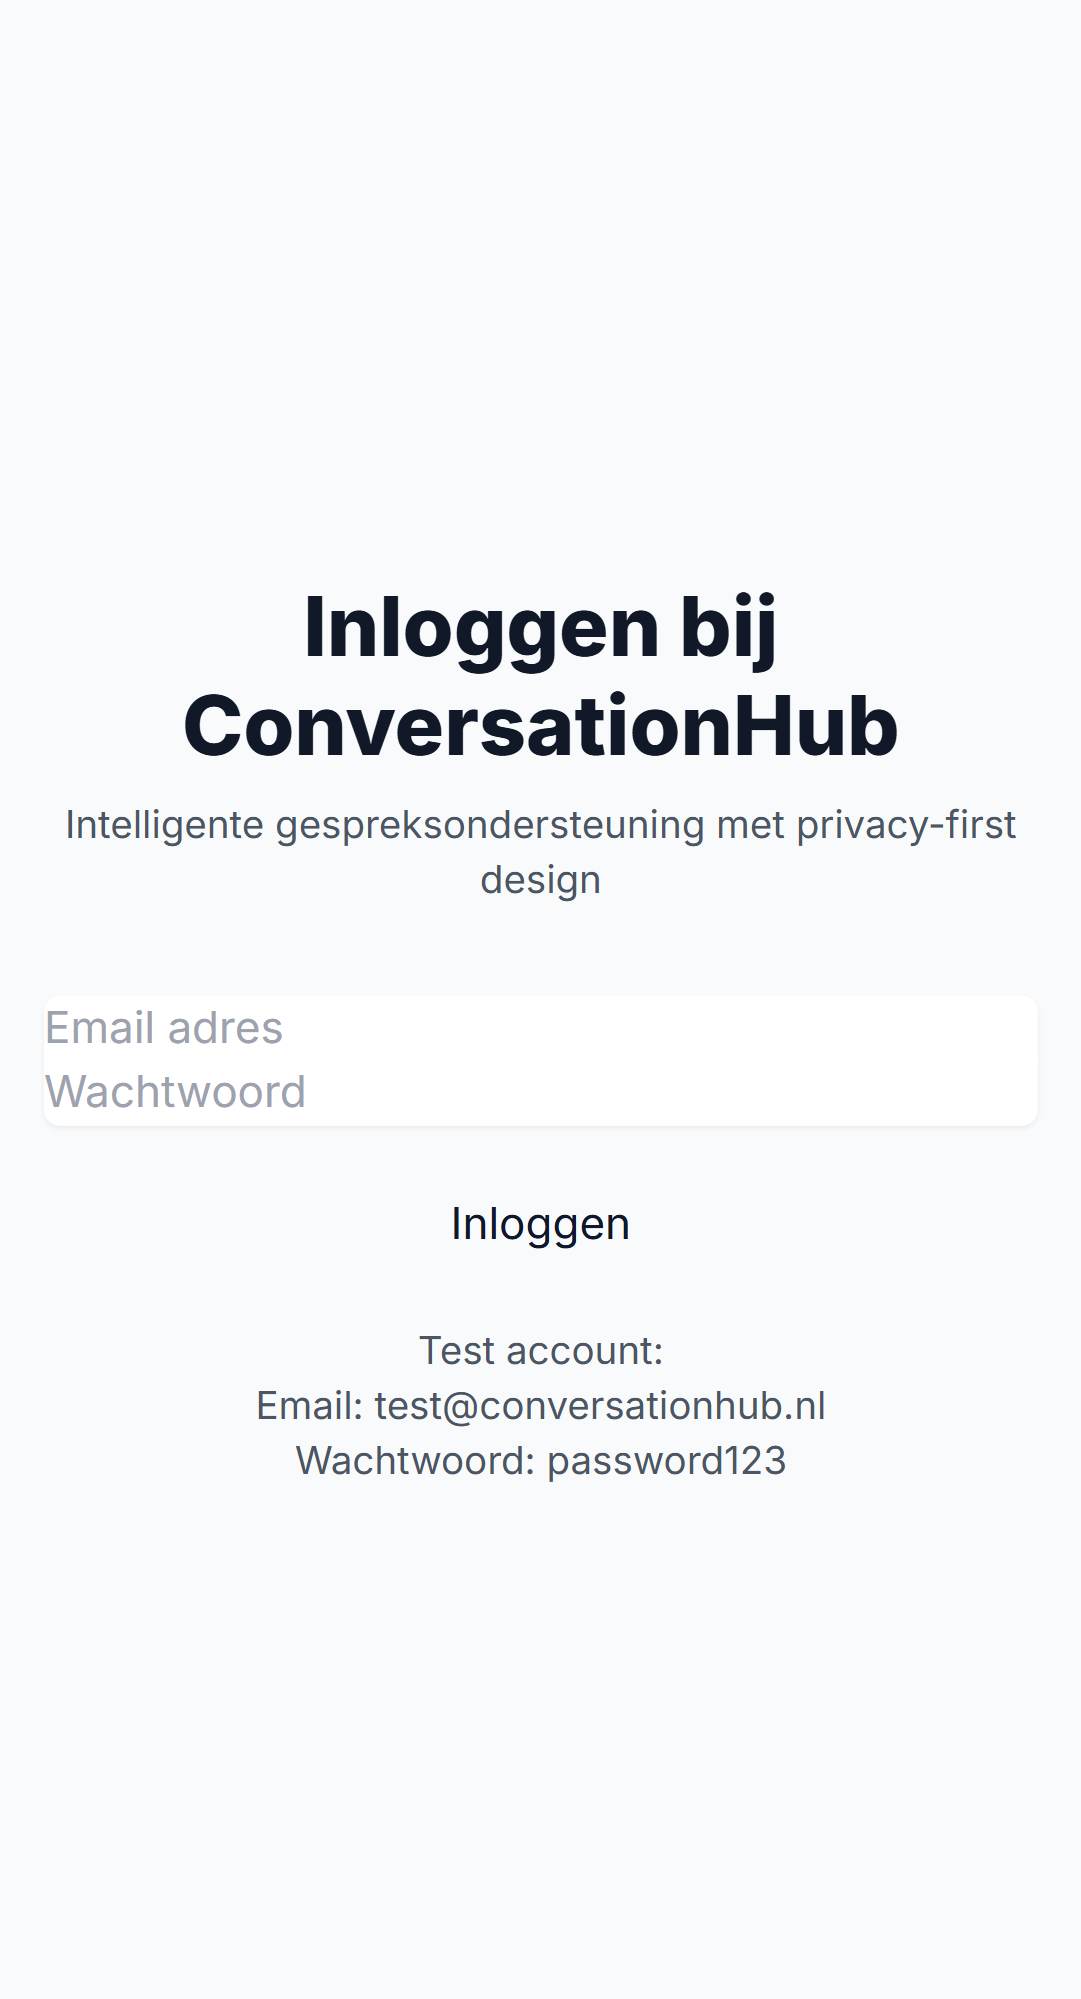 Inloggen bij
ConversationHub
Intelligente gespreksondersteuning met privacy-first
design
Email adres
Wachtwoord
Inloggen
Test account:
Email: test@conversationhub.nl
Wachtwoord: password123